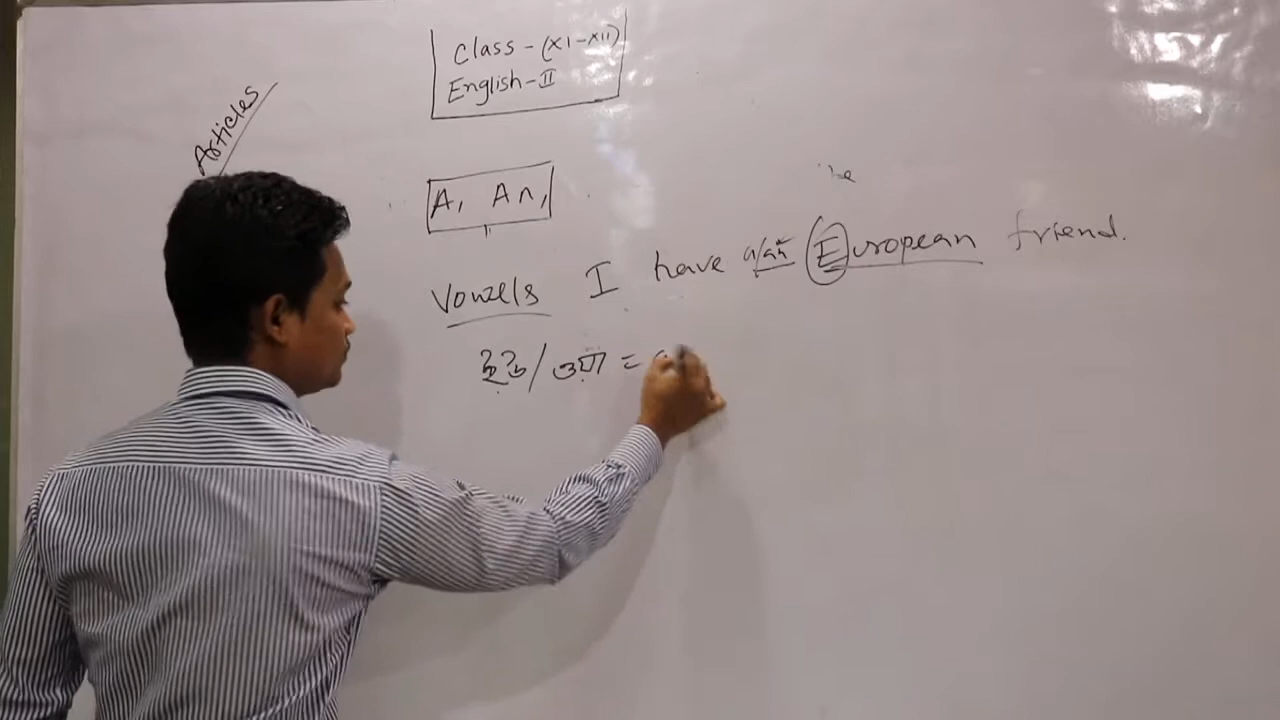 Class - (XI-XII)
English - II
Articles
A, An,
Vowels I have a/an European friend.
ইউ/ওয়া =